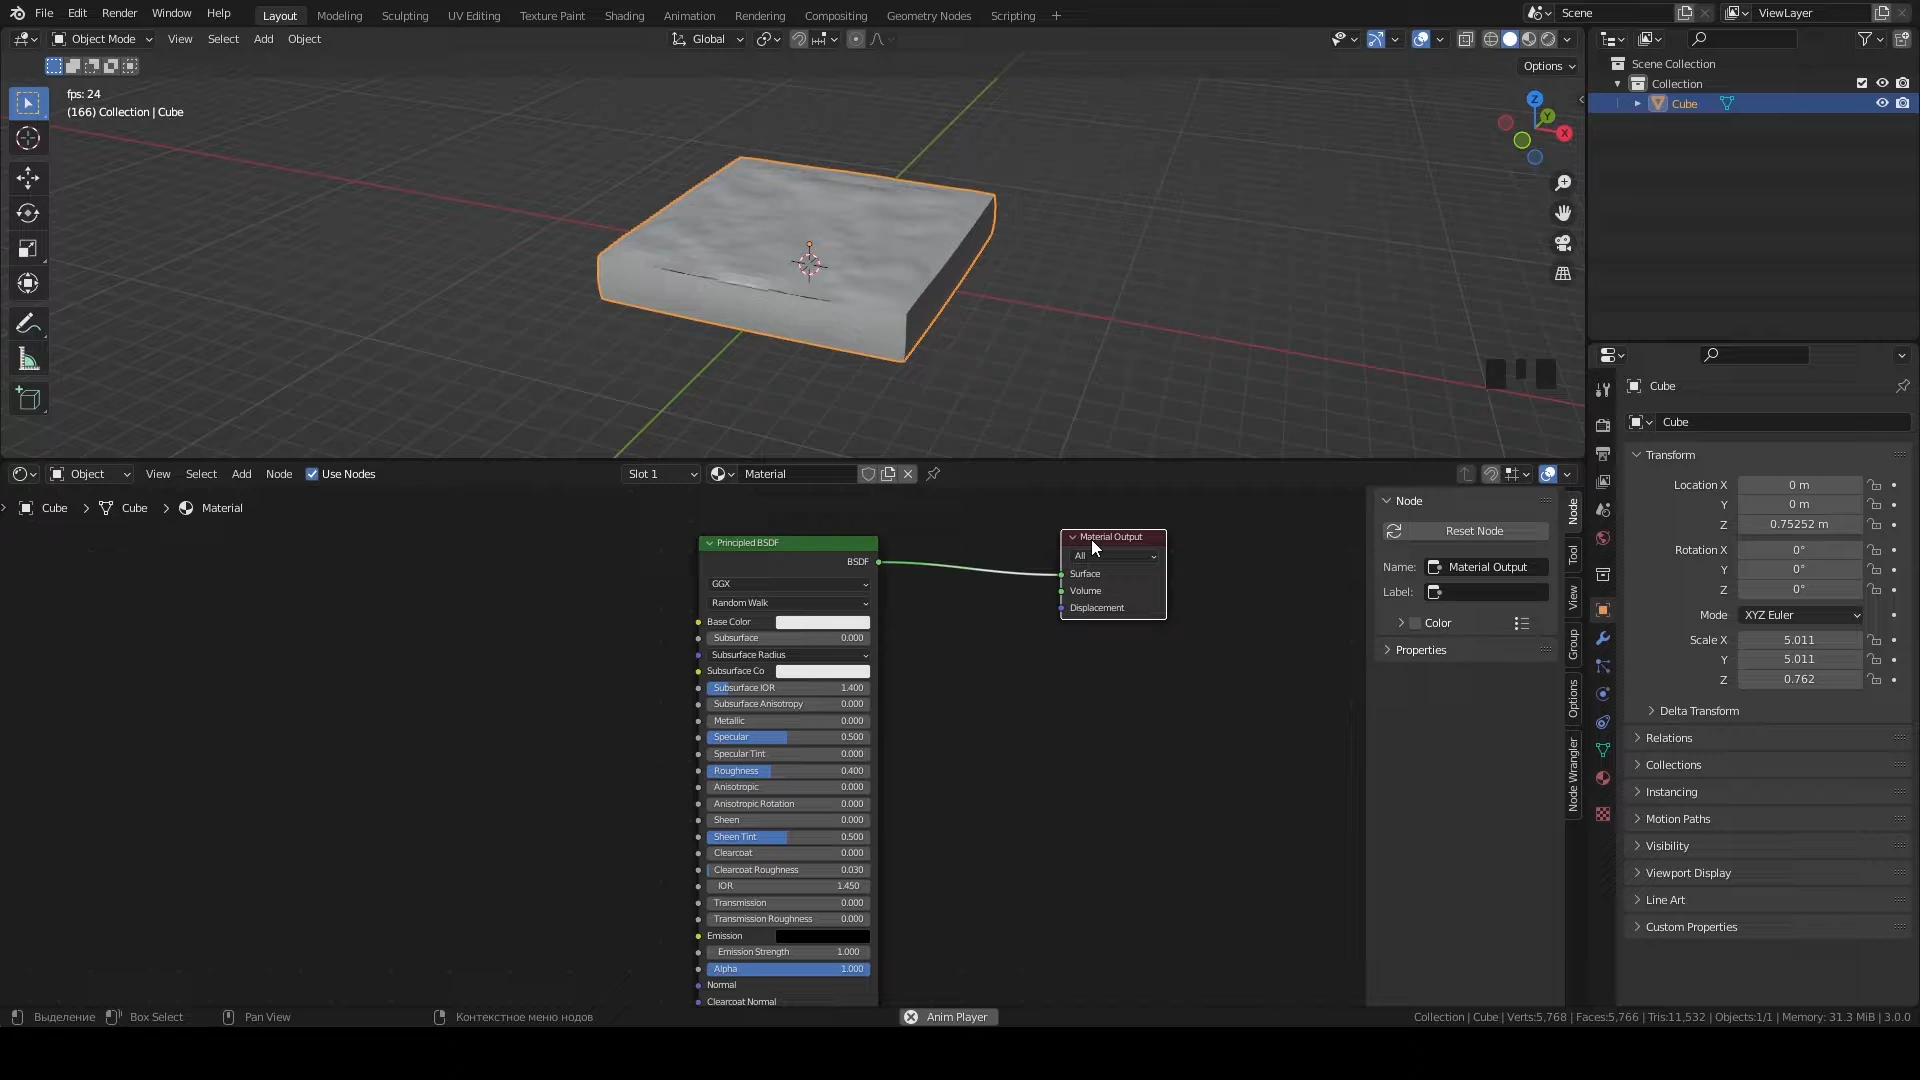 File Edit Render Window Help Layout Modeling Sculpting UV Editing Texture Paint Shading Animation Rendering Compositing Geometry Nodes Scripting + Scene ViewLayer
Object Mode View Select Add Object Global
Options
fps: 24
(166) Collection | Cube
Z
Y
X
Scene Collection
Collection
Cube
Cube
Cube
Transform
Location X 0 m
Y 0 m
Z 0.75252 m
Rotation X 0°
Y 0°
Z 0°
Mode XYZ Euler
Scale X 5.011
Y 5.011
Z 0.762
Delta Transform
Relations
Collections
Instancing
Motion Paths
Visibility
Viewport Display
Line Art
Custom Properties
Object View Select Add Node Use Nodes Slot 1 Material
Cube > Cube > Material
Principled BSDF
BSDF
GGX
Random Walk
Base Color
Subsurface 0.000
Subsurface Radius
Subsurface Co
Subsurface IOR 1.400
Subsurface Anisotropy 0.000
Metallic 0.000
Specular 0.500
Specular Tint 0.000
Roughness 0.400
Anisotropic 0.000
Anisotropic Rotation 0.000
Sheen 0.000
Sheen Tint 0.500
Clearcoat 0.000
Clearcoat Roughness 0.030
IOR 1.450
Transmission 0.000
Transmission Roughness 0.000
Emission
Emission Strength 1.000
Alpha 1.000
Normal
Clearcoat Normal
Material Output
All
Surface
Volume
Displacement
Node
Reset Node
Name: Material Output
Label:
Color
Properties
Node
Tool
View
Group
Options
Node Wrangler
Выделение Box Select Pan View Контекстное меню нодов Anim Player Collection | Cube | Verts:5,768 | Faces:5,766 | Tris:11,532 | Objects:1/1 | Memory: 31.3 MiB | 3.0.0